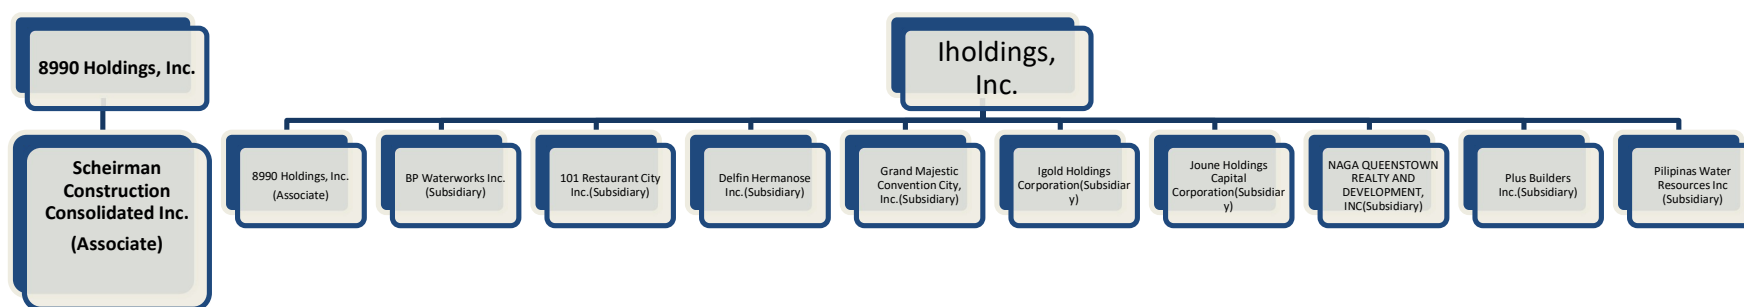 8990 Holdings, Inc.
Scheirman
Construction
Consolidated Inc.
(Associate)
Iholdings,
Inc.
8990 Holdings, Inc.
(Associate)
BP Waterworks Inc.
(Subsidiary)
101 Restaurant City
Inc.(Subsidiary)
Delfin Hermanose
Inc.(Subsidiary)
Grand Majestic
Convention City,
Inc.(Subsidiary)
Igold Holdings
Corporation(Subsidiar
y)
Joune Holdings
Capital
Corporation(Subsidiar
y)
NAGA QUEENSTOWN
REALTY AND
DEVELOPMENT,
INC(Subsidiary)
Plus Builders
Inc.(Subsidiary)
Pilipinas Water
Resources Inc
(Subsidiary)